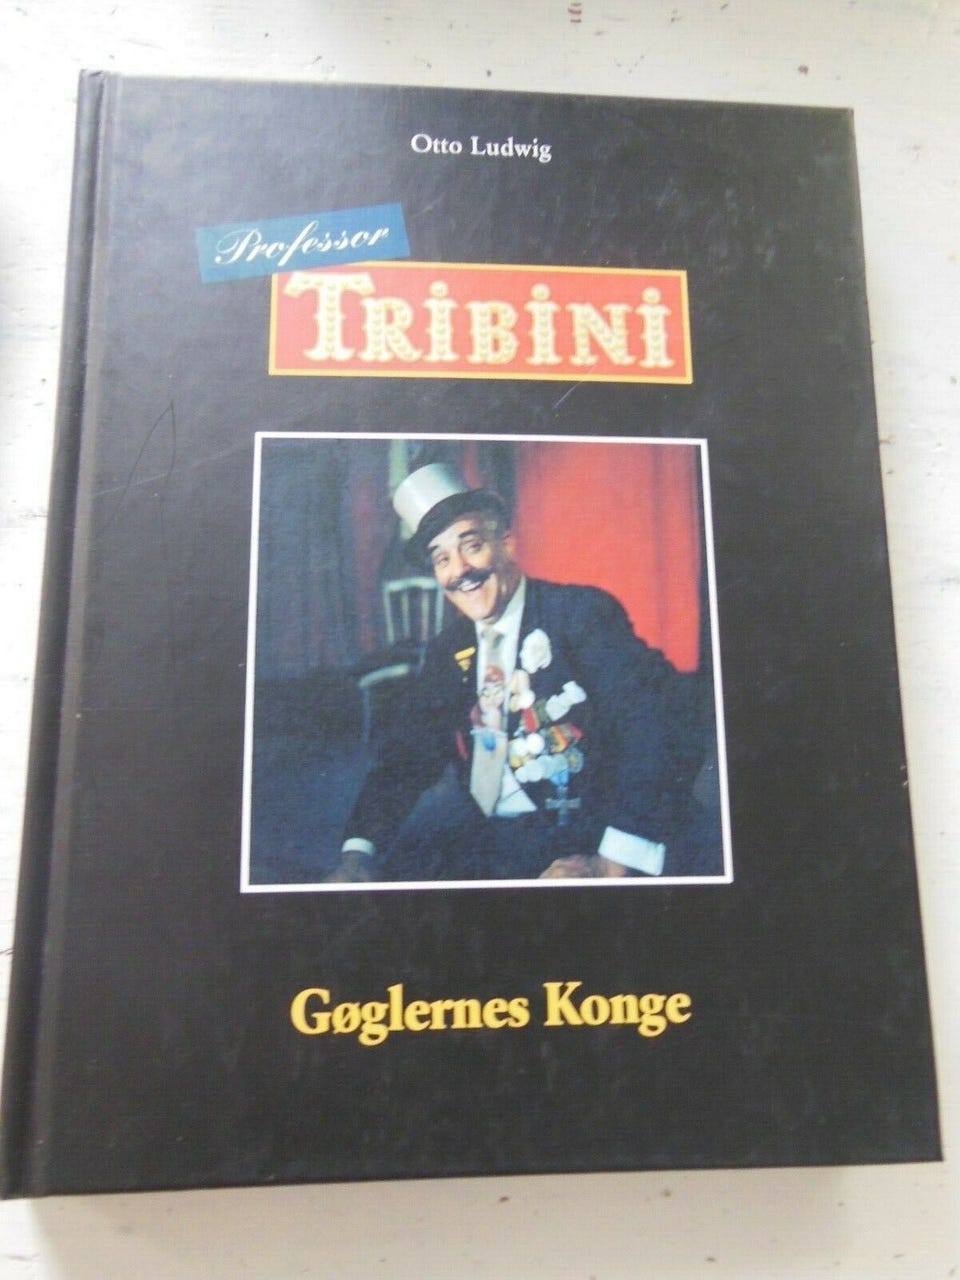 Otto Ludwig
Professor
TRiBiNi
Gøglernes Konge